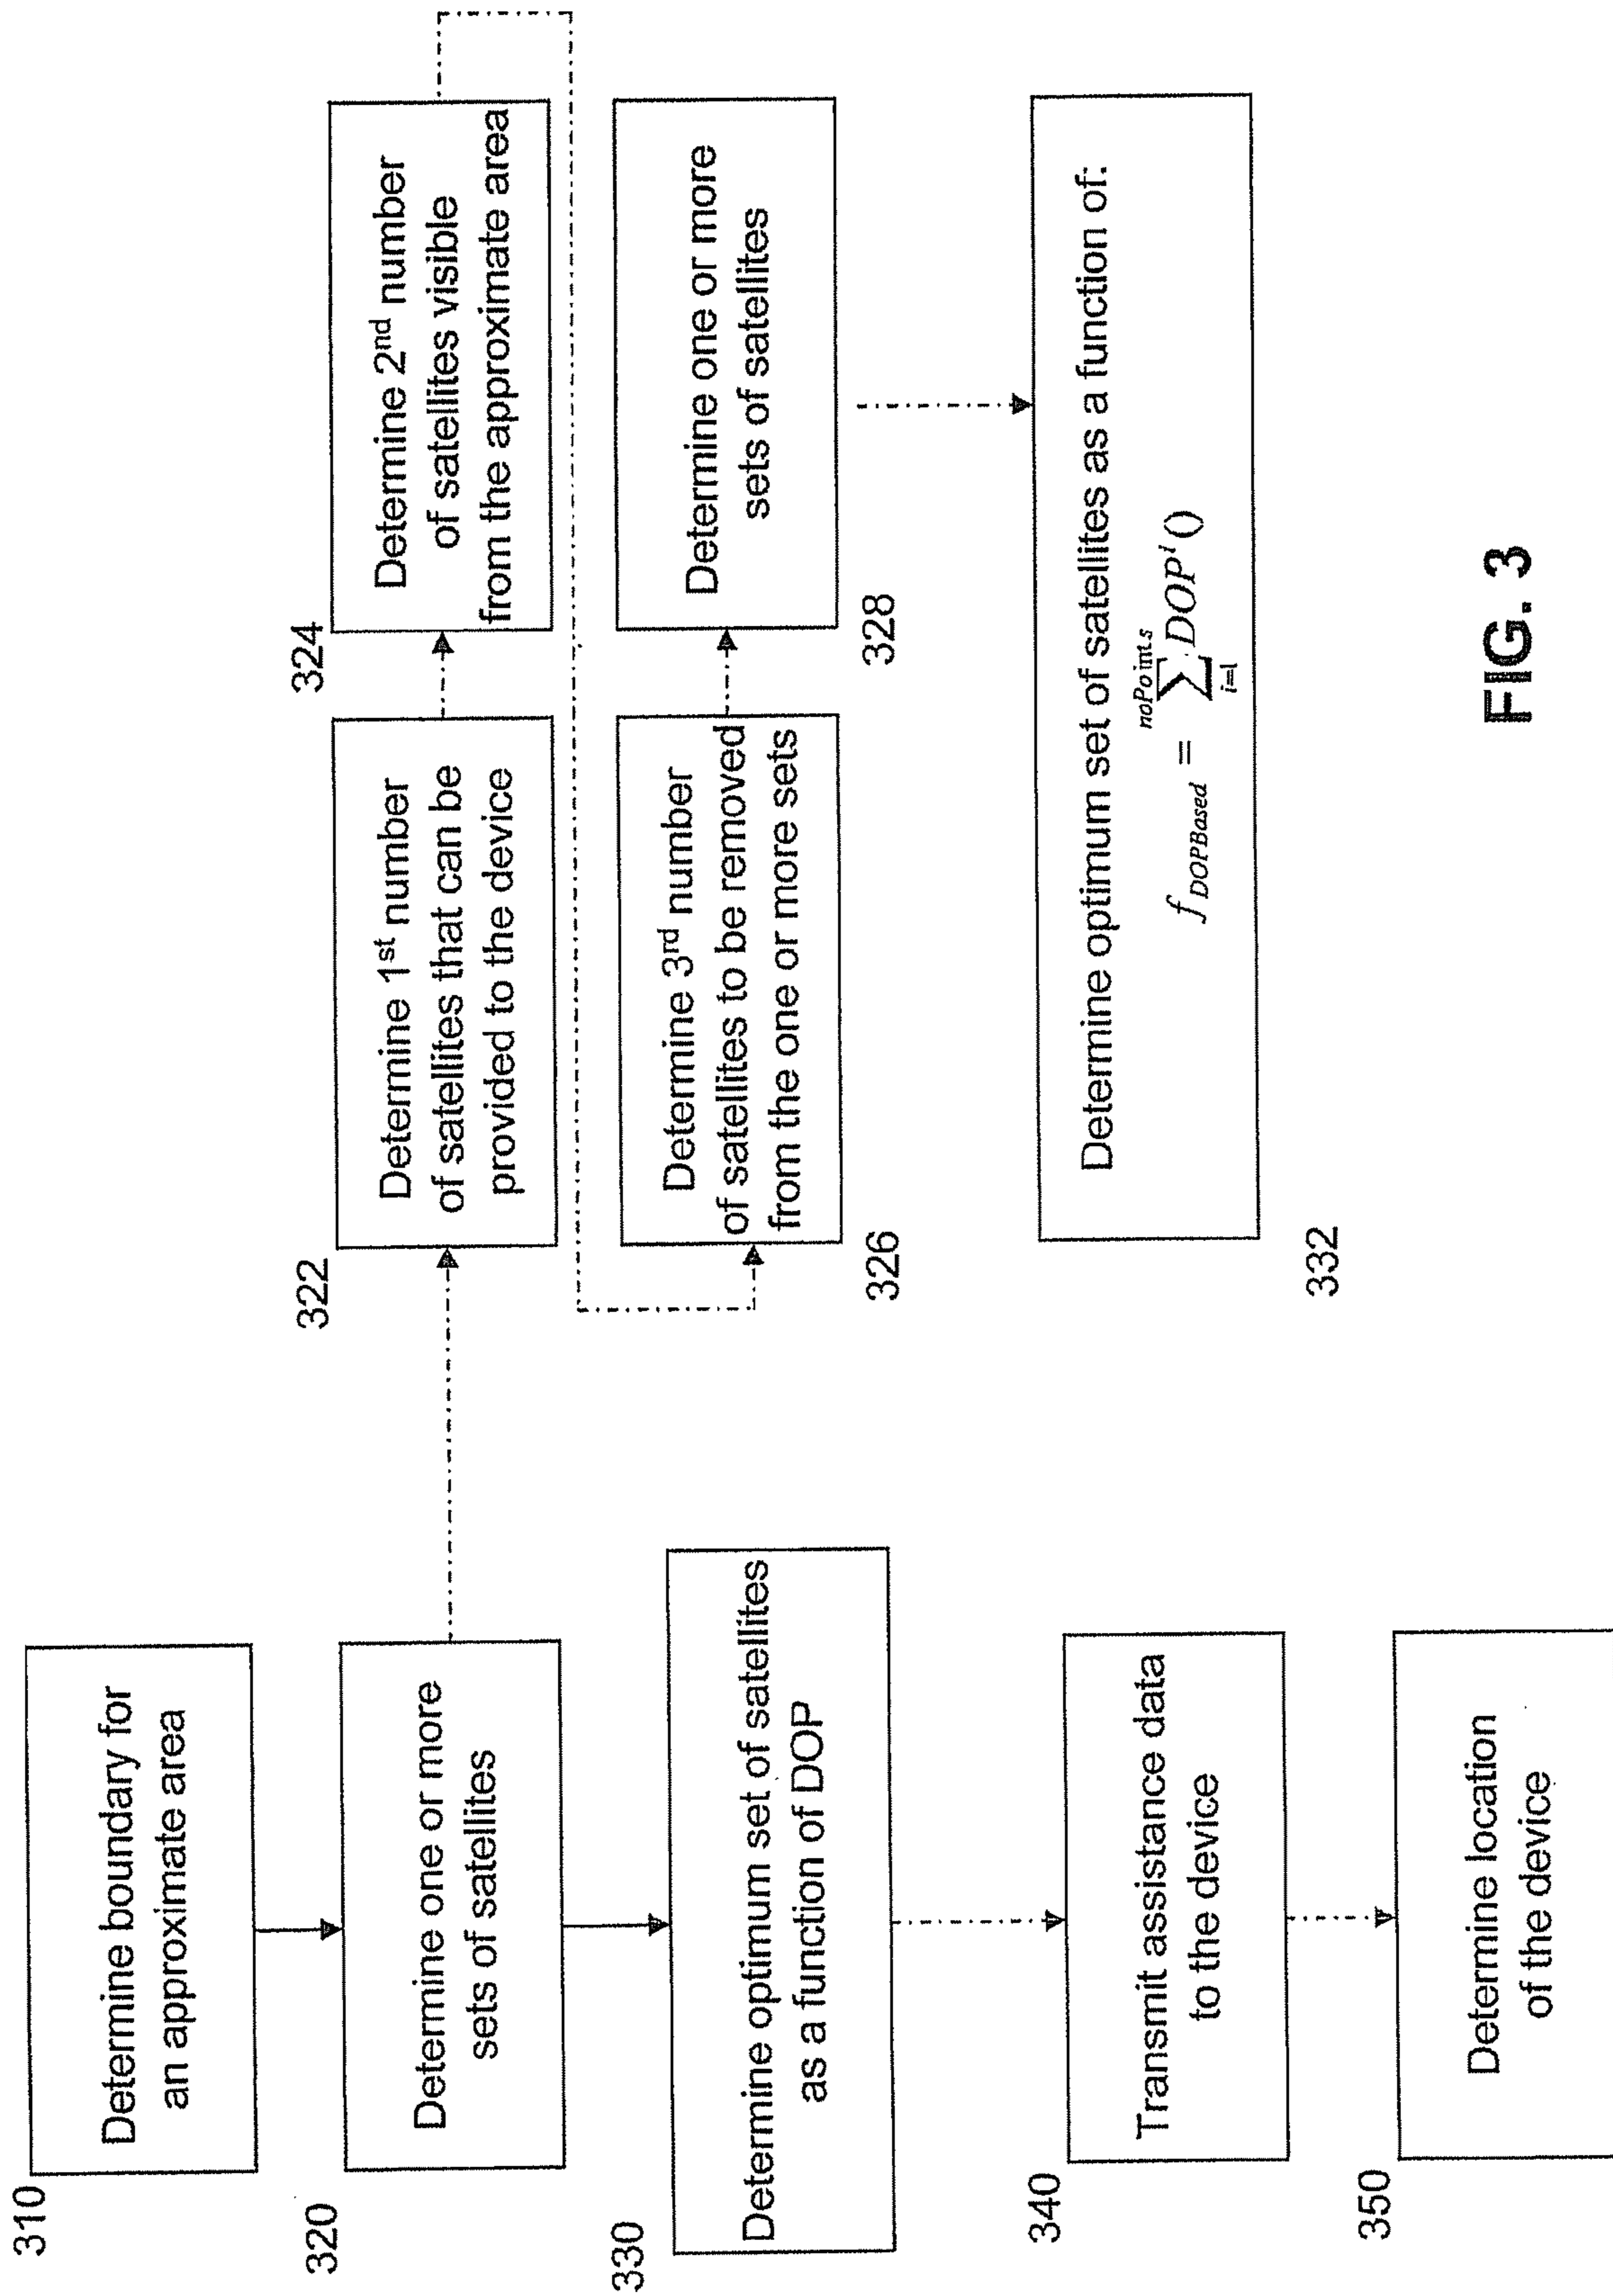 310
Determine boundary for
an approximate area
320
Determine one or more
sets of satellites
330
Determine optimum set of satellites
as a function of DOP
340
Transmit assistance data
to the device
350
Determine location
of the device
322
Determine 1st number
of satellites that can be
provided to the device
324
Determine 2nd number
of satellites visible
from the approximate area
326
Determine 3rd number
of satellites to be removed
from the one or more sets
328
Determine one or more
sets of satellites
332
Determine optimum set of satellites as a function of:
f DOPBased = noPoints ∑ i=1 DOP^i ()
FIG. 3